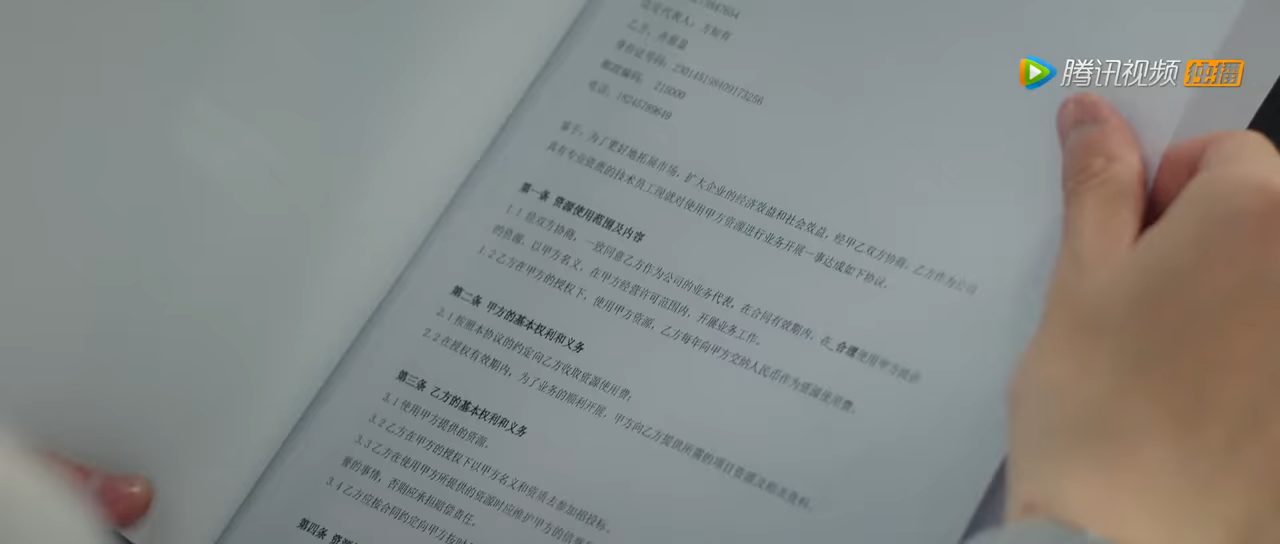 腾讯视频 独播
法定代表人：方如有
身份证号码：230145198409173256
邮政编码： 218000
电话：18245789649
鉴于：为了更好地拓展市场，扩大企业的经济效益和社会效益，经甲乙双方协商，乙方作为公司
具有专业资质的技术员工现就对使用甲方资源进行业务开展一事达成如下协议。
第一条 资源使用范围及内容
1.1 经双方协商，一致同意乙方作为公司的业务代表，在合同有效期内，在 合理使用甲方提供
的资源，以甲方名义，在甲方经营许可范围内，开展业务工作。
1.2 乙方在甲方的授权下，使用甲方资源，乙方每年向甲方交纳人民币作为资源使用费。
第二条 甲方的基本权利和义务
2.1 按照本协议的约定向乙方收取资源使用费；
2.2 在授权有效期内，为了业务的顺利开展，甲方向乙方提供所需的项目资源及相关资料。
第三条 乙方的基本权利和义务
3.1 使用甲方提供的资源。
3.2 乙方在甲方的授权下以甲方名义和资质去参加招投标。
3.3 乙方在使用甲方所提供的资源时应维护甲方的信
誉的事情，否则应承担赔偿责任。
3.4 乙方应按合同约定向甲方按时
第四条 资源